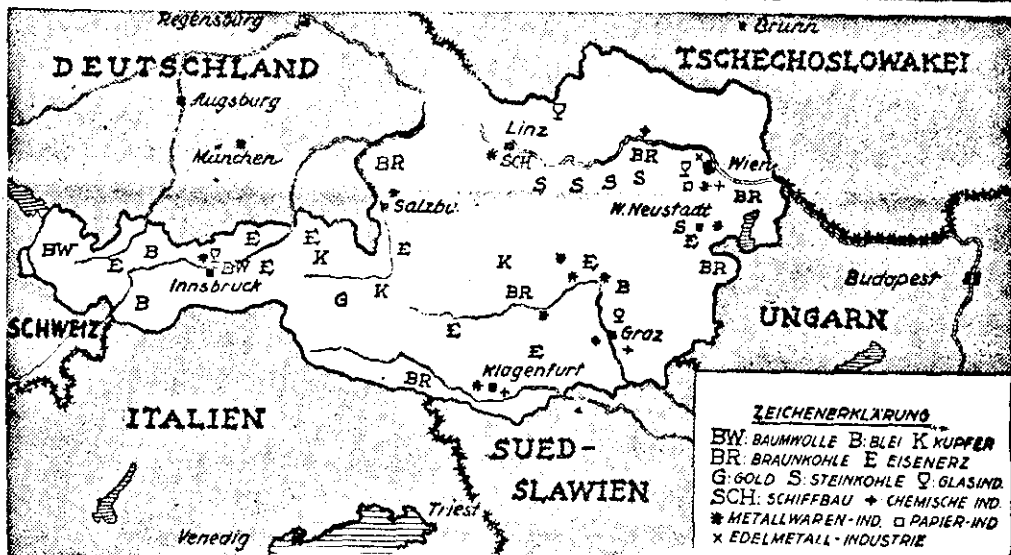 Regensburg
Brünn
DEUTSCHLAND
TSCHECHOSLOWAKEI
Augsburg
Linz
München
BR
SCH
BR
Wien
S S S S
BR
Salzbu.
W. Neustadt
S
E
BW
B
E
E
E
BW
E
K
E
K
E
BR
Innsbruck
Budapest
B
G
K
BR
B
SCHWEIZ
E
UNGARN
Graz
E
Klagenfurt
BR
ITALIEN
SUED-
SLAWIEN
Triest
Venedig
ZEICHENERKLÄRUNG
BW: BAUMWOLLE B: BLEI K KUPFER
BR: BRAUNKOHLE E EISENERZ
G: GOLD S: STEINKOHLE GLASIND.
SCH: SCHIFFBAU + CHEMISCHE IND.
* METALLWAREN-IND. □ PAPIER-IND
× EDELMETALL-INDUSTRIE